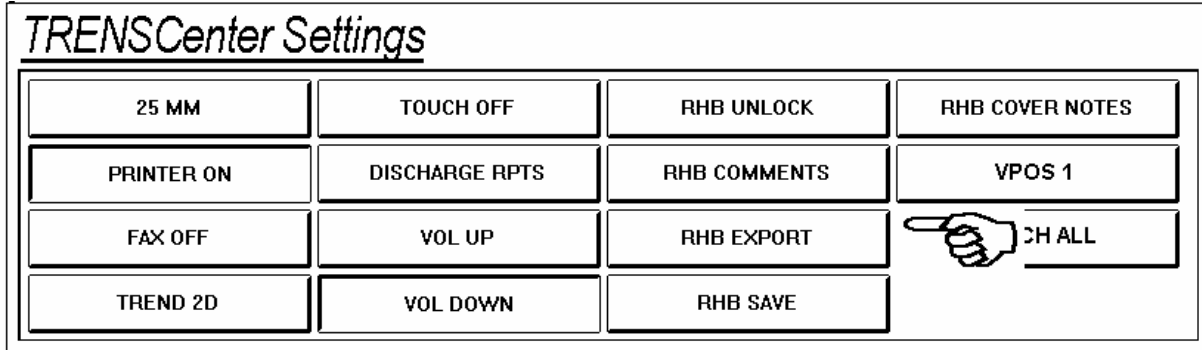 TRENSCenter Settings
25 MM TOUCH OFF RHB UNLOCK RHB COVER NOTES
PRINTER ON DISCHARGE RPTS RHB COMMENTS VPOS 1
FAX OFF VOL UP RHB EXPORT ALL
TREND 2D VOL DOWN RHB SAVE